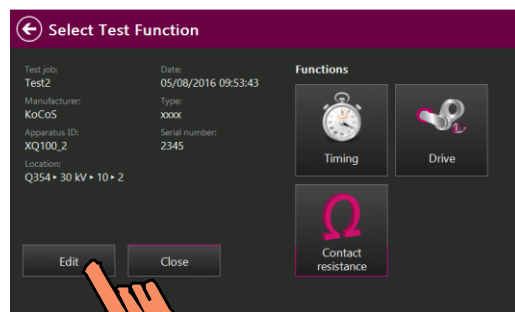 Select Test Function
Test job:
Test2
Date:
05/08/2016 09:53:43
Manufacturer:
KoCoS
Type:
xxxx
Apparatus ID:
XQ100_2
Serial number:
2345
Location:
Q354 ▸ 30 kV ▸ 10 ▸ 2
Edit
Close
Functions
Timing
Drive
Ω
Contact
resistance